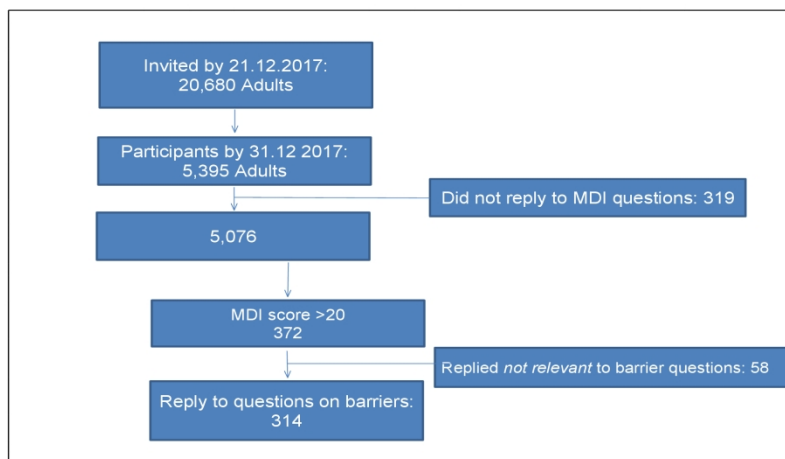 Invited by 21.12.2017:
20,680 Adults
Participants by 31.12 2017:
5,395 Adults
Did not reply to MDI questions: 319
5,076
MDI score >20
372
Replied not relevant to barrier questions: 58
Reply to questions on barriers:
314